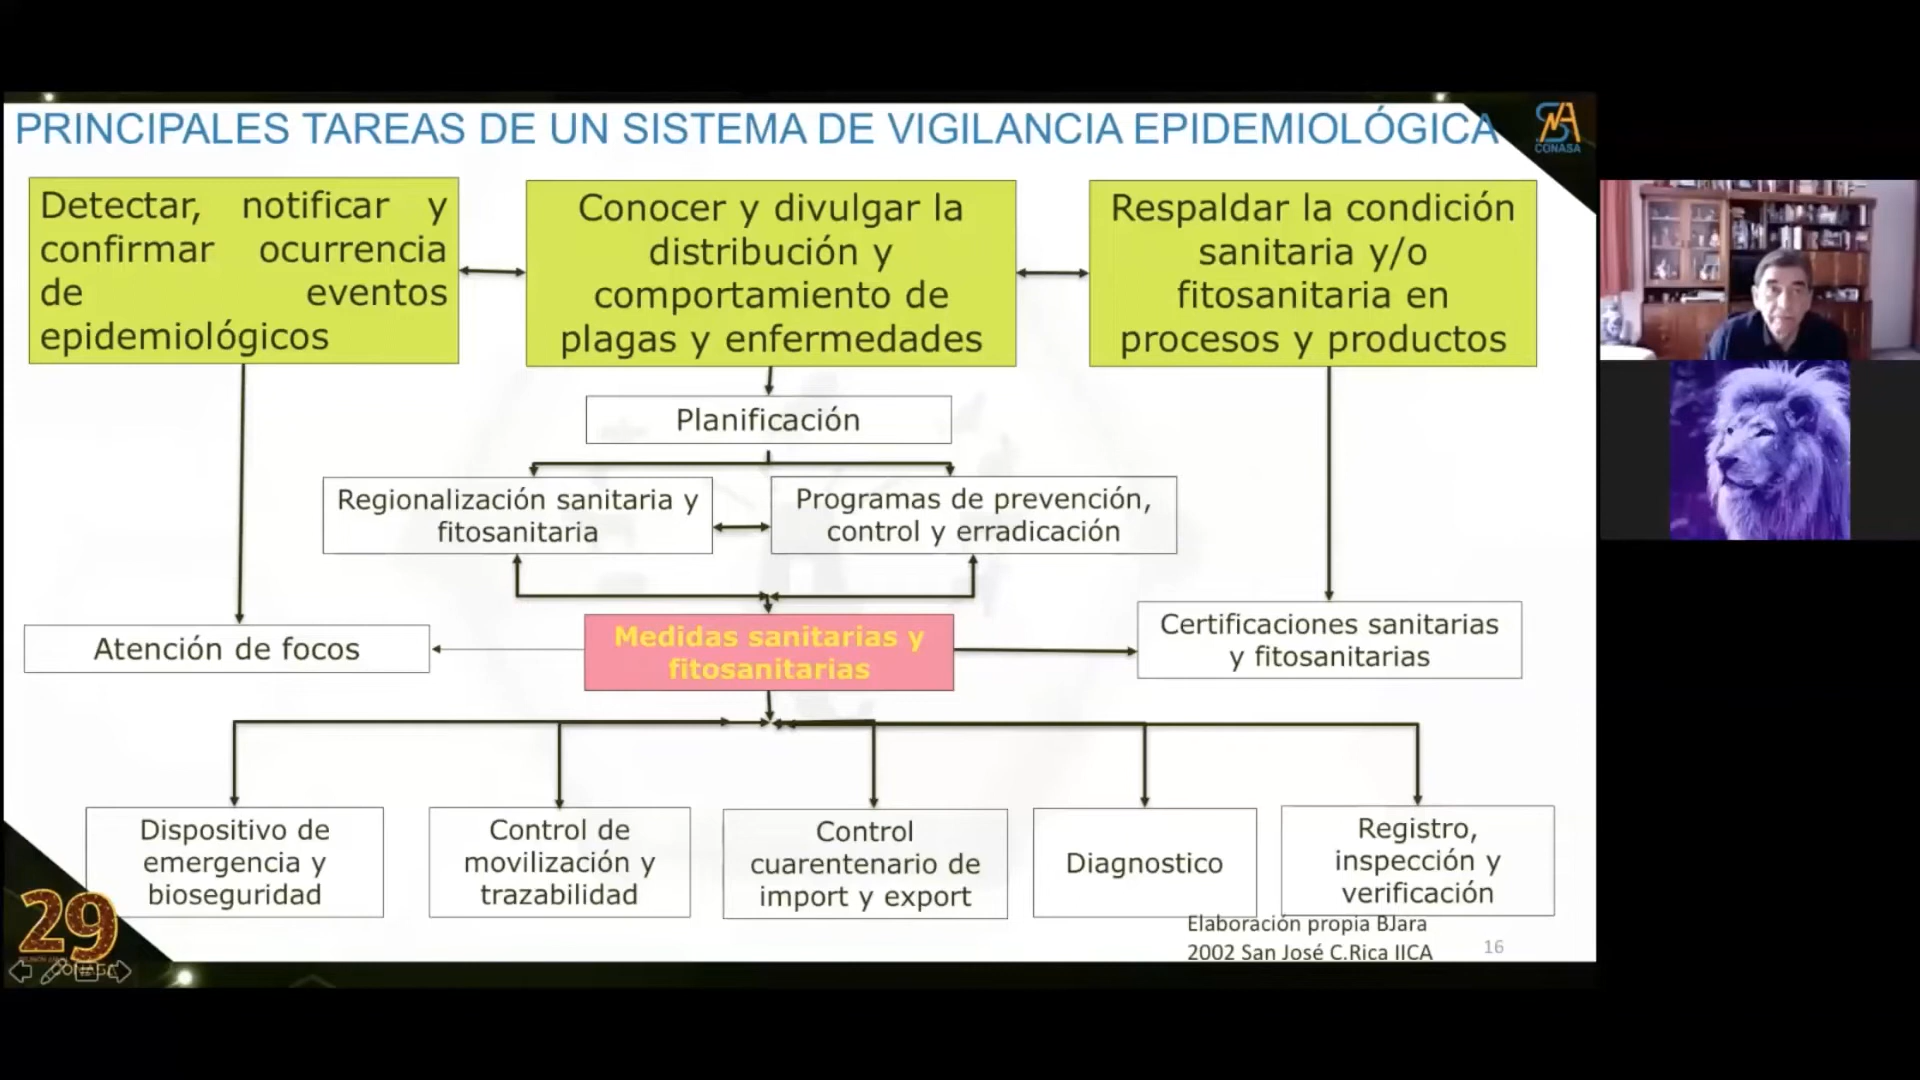 PRINCIPALES TAREAS DE UN SISTEMA DE VIGILANCIA EPIDEMIOLÓGICA
CONASA
Detectar, notificar y
confirmar ocurrencia
de eventos
epidemiológicos
Conocer y divulgar la
distribución y
comportamiento de
plagas y enfermedades
Respaldar la condición
sanitaria y/o
fitosanitaria en
procesos y productos
Planificación
Regionalización sanitaria y
fitosanitaria
Programas de prevención,
control y erradicación
Atención de focos
Medidas sanitarias y
fitosanitarias
Certificaciones sanitarias
y fitosanitarias
Dispositivo de
emergencia y
bioseguridad
Control de
movilización y
trazabilidad
Control
cuarentenario de
import y export
Diagnostico
Registro,
inspección y
verificación
Elaboración propia BJara
2002 San José C.Rica IICA
16
29
CONASA